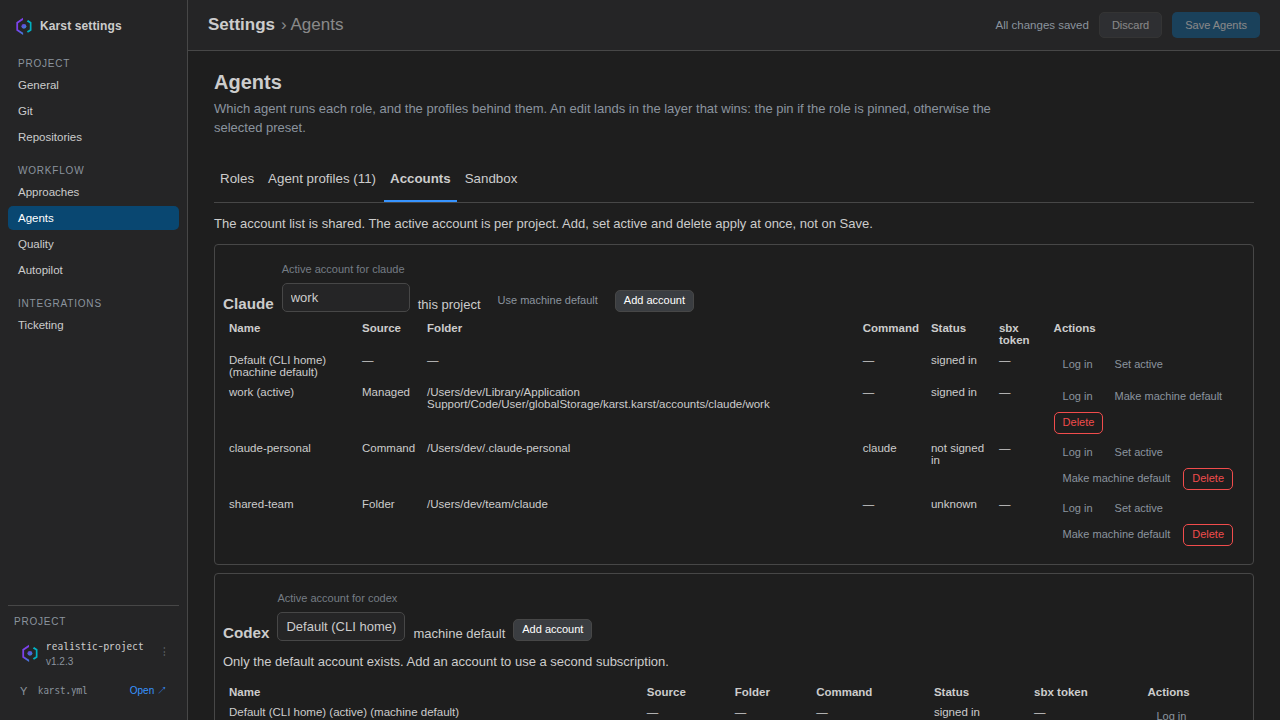 Karst settings
Settings › Agents
All changes saved
Discard
Save Agents
PROJECT
General
Git
Repositories
WORKFLOW
Approaches
Agents
Quality
Autopilot
INTEGRATIONS
Ticketing
PROJECT
realistic-project
v1.2.3
Y karst.yml
Open ↗
Agents
Which agent runs each role, and the profiles behind them. An edit lands in the layer that wins: the pin if the role is pinned, otherwise the
selected preset.
Roles Agent profiles (11) Accounts Sandbox
The account list is shared. The active account is per project. Add, set active and delete apply at once, not on Save.
Active account for claude
Claude work this project Use machine default Add account
Name Source Folder Command Status sbx token Actions
Default (CLI home) — — — signed in — Log in Set active
(machine default)
work (active) Managed /Users/dev/Library/Application — signed in — Log in Make machine default
Support/Code/User/globalStorage/karst.karst/accounts/claude/work
Delete
claude-personal Command /Users/dev/.claude-personal claude not signed — Log in Set active
in
Make machine default Delete
shared-team Folder /Users/dev/team/claude — unknown — Log in Set active
Make machine default Delete
Active account for codex
Codex Default (CLI home) machine default Add account
Only the default account exists. Add an account to use a second subscription.
Name Source Folder Command Status sbx token Actions
Default (CLI home) (active) (machine default) — — — signed in — Log in